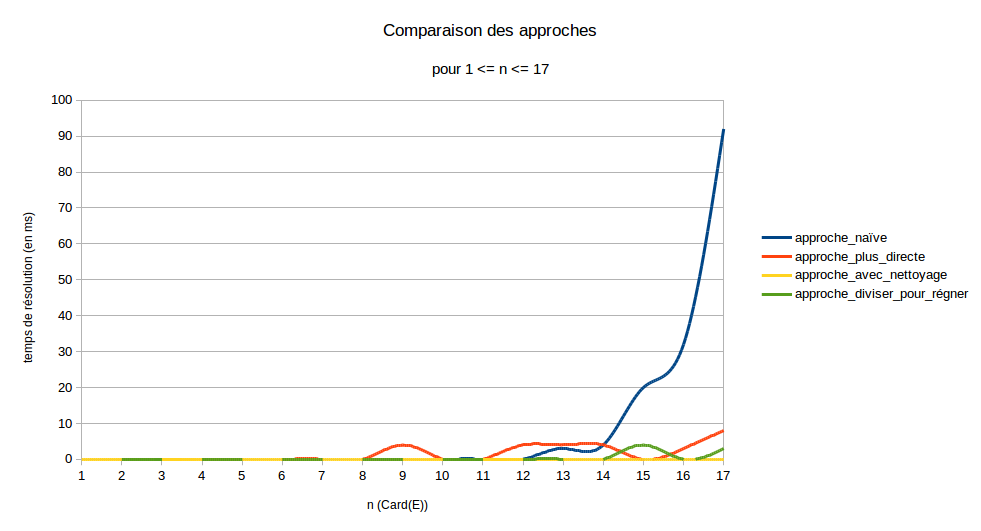 Comparaison des approches
pour 1 <= n <= 17
100
90
80
70
60
50
40
30
20
10
0
temps de résolution (en ms)
1 2 3 4 5 6 7 8 9 10 11 12 13 14 15 16 17
n (Card(E))
approche_naïve
approche_plus_directe
approche_avec_nettoyage
approche_diviser_pour_régner